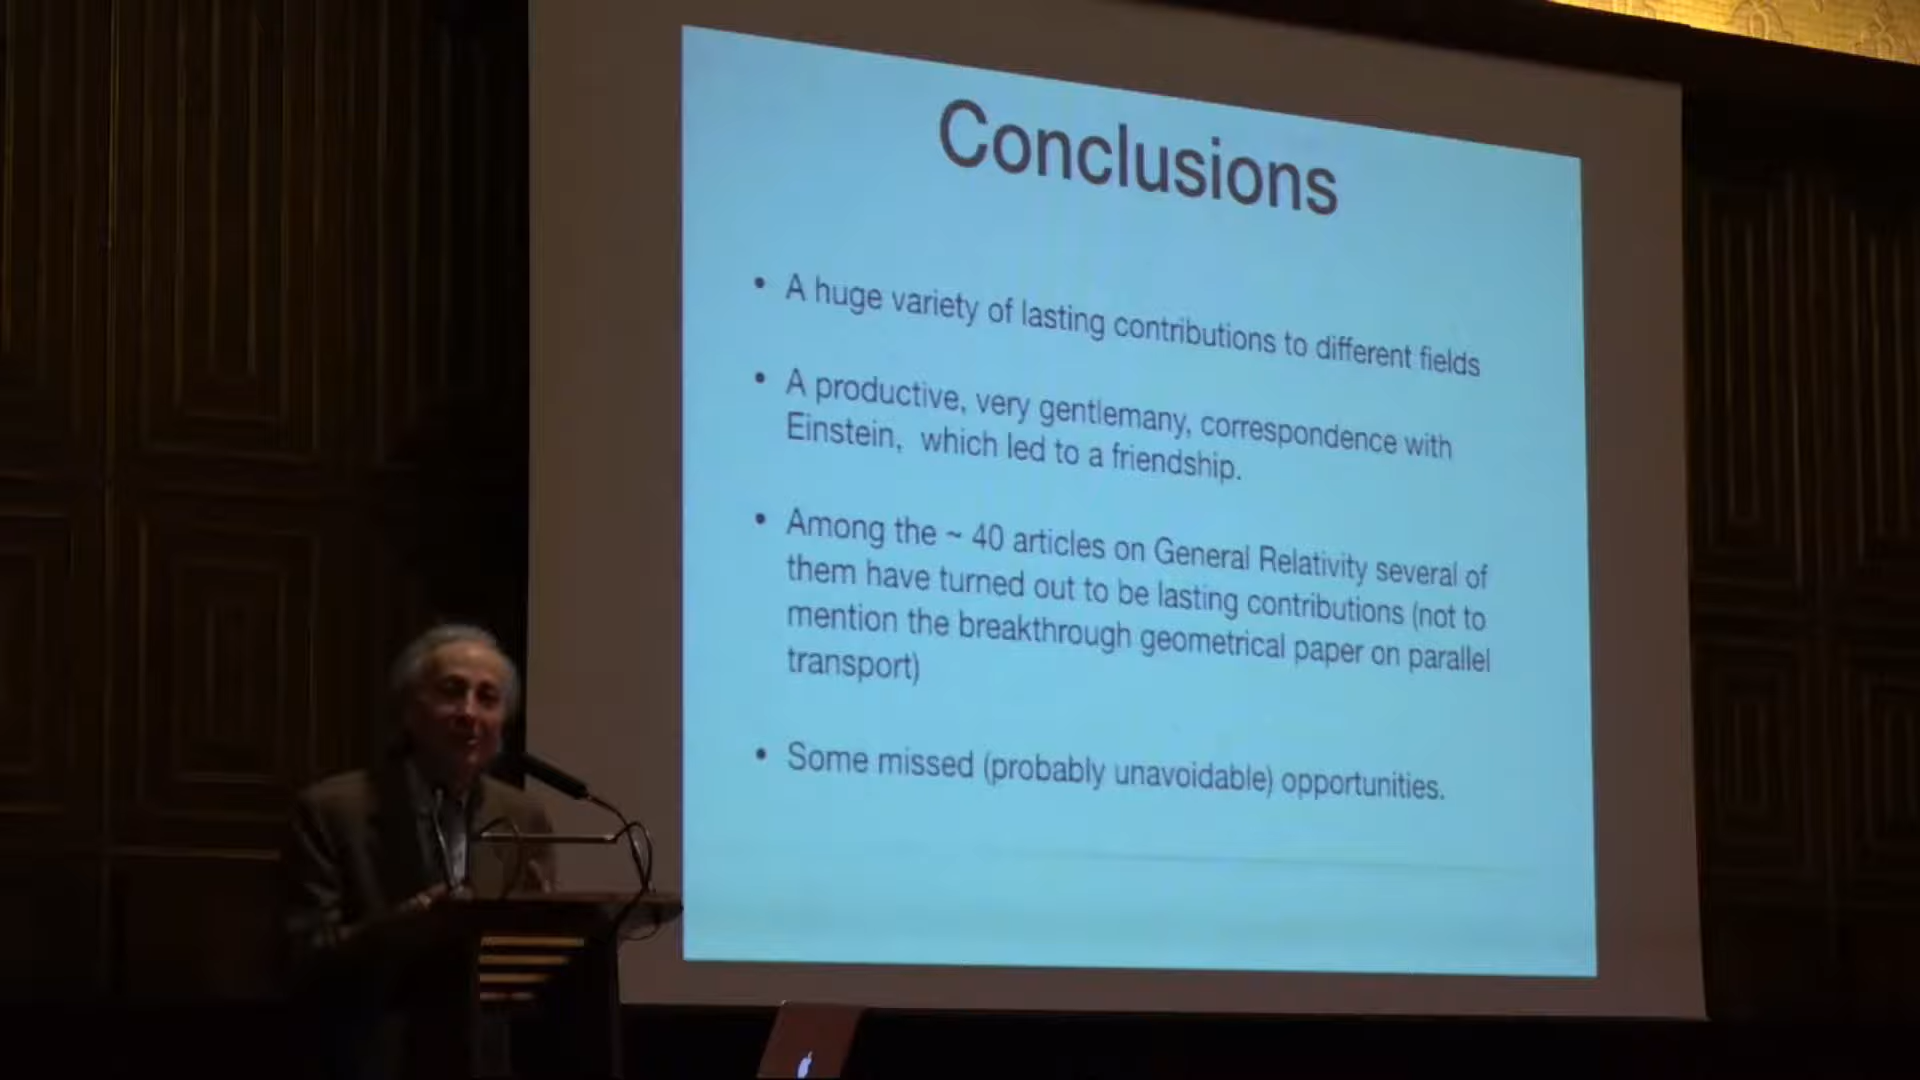 Conclusions
• A huge variety of lasting contributions to different fields
• A productive, very gentlemany, correspondence with
Einstein, which led to a friendship.
• Among the ~ 40 articles on General Relativity several of
them have turned out to be lasting contributions (not to
mention the breakthrough geometrical paper on parallel
transport)
• Some missed (probably unavoidable) opportunities.